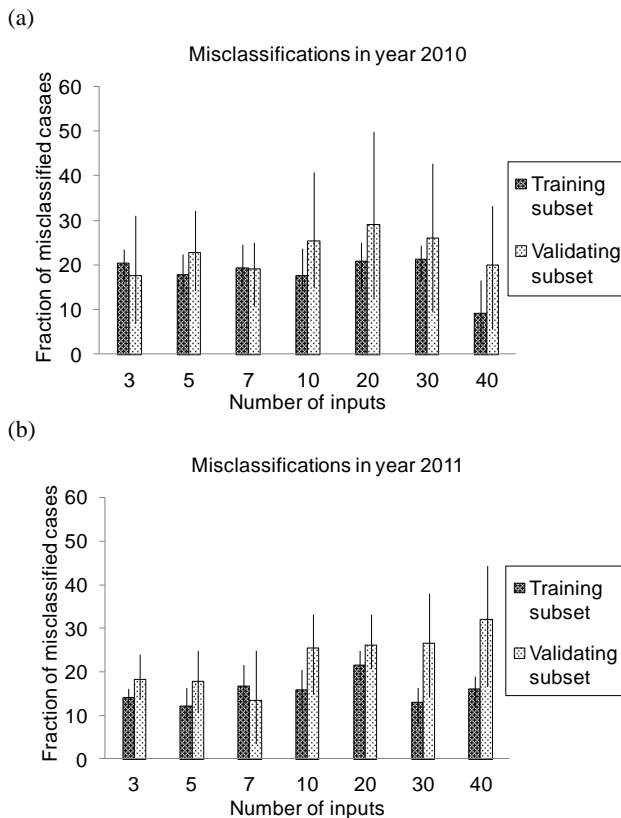 (a)
Misclassifications in year 2010
Fraction of misclassified casaes
60
50
40
30
20
10
0
3 5 7 10 20 30 40
Number of inputs
Training
subset
Validating
subset
(b)
Misclassifications in year 2011
Fraction of misclassified cases
60
50
40
30
20
10
0
3 5 7 10 20 30 40
Number of inputs
Training
subset
Validating
subset